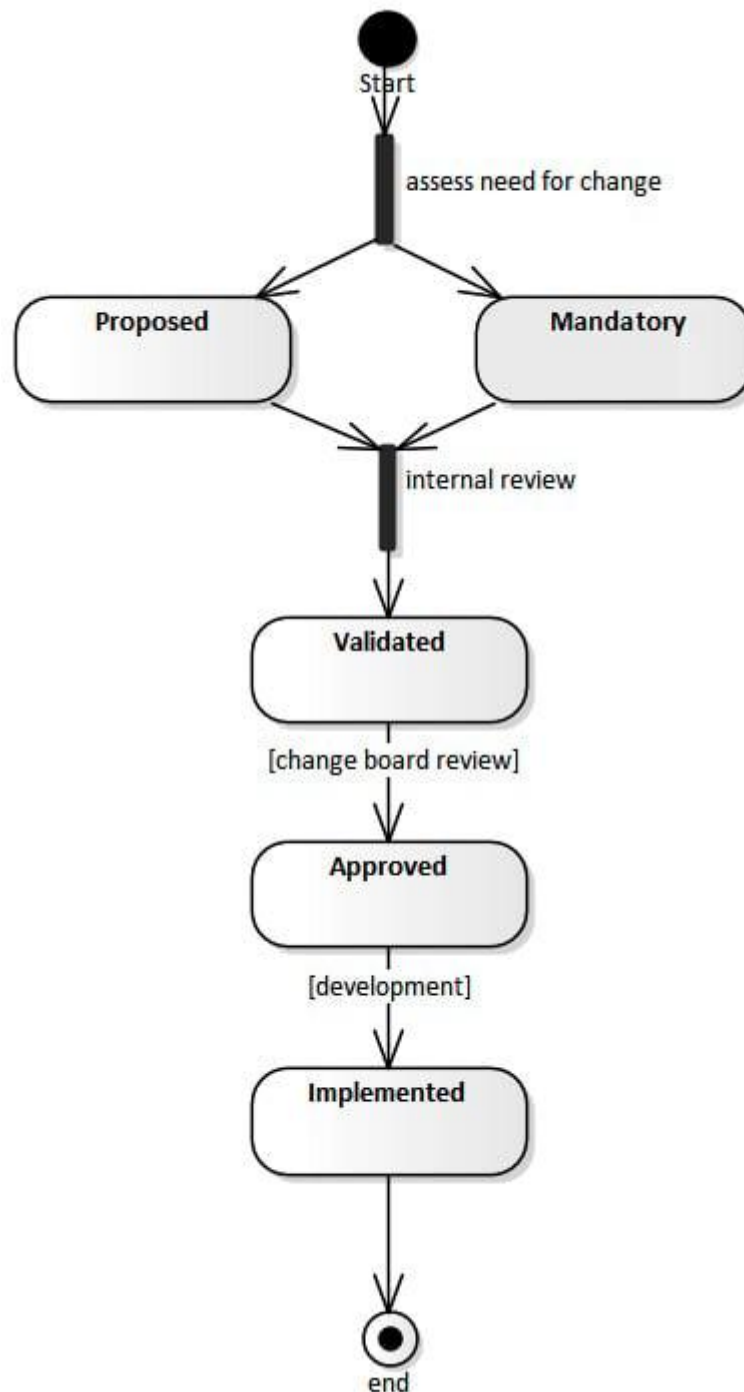 Start
assess need for change
Proposed
Mandatory
internal review
Validated
[change board review]
Approved
[development]
Implemented
end